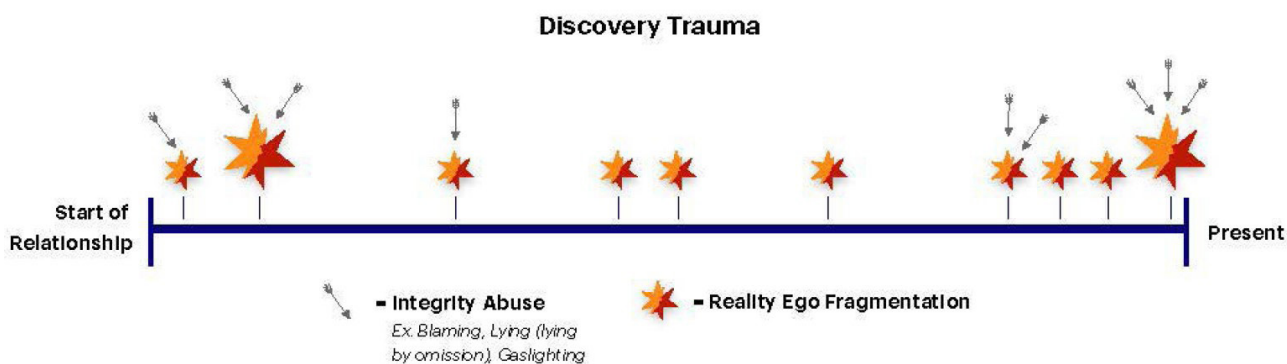 Discovery Trauma
Start of
Relationship
Present
- Integrity Abuse
Ex. Blaming, Lying (lying
by omission), Gaslighting
- Reality Ego Fragmentation